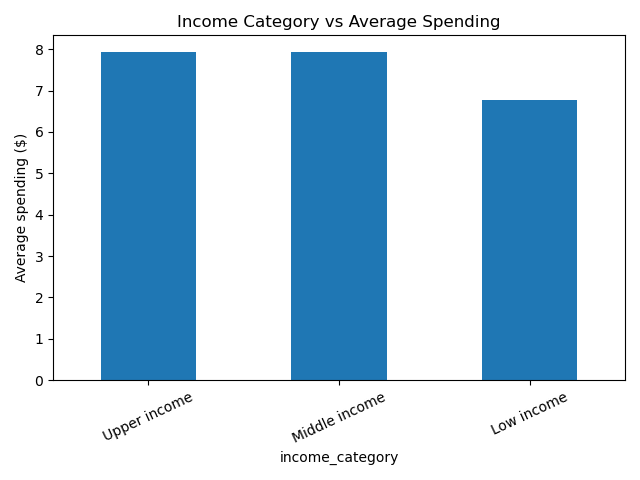 Income Category vs Average Spending
Average spending ($)
8
7
6
5
4
3
2
1
0
Upper income
Middle income
Low income
income_category